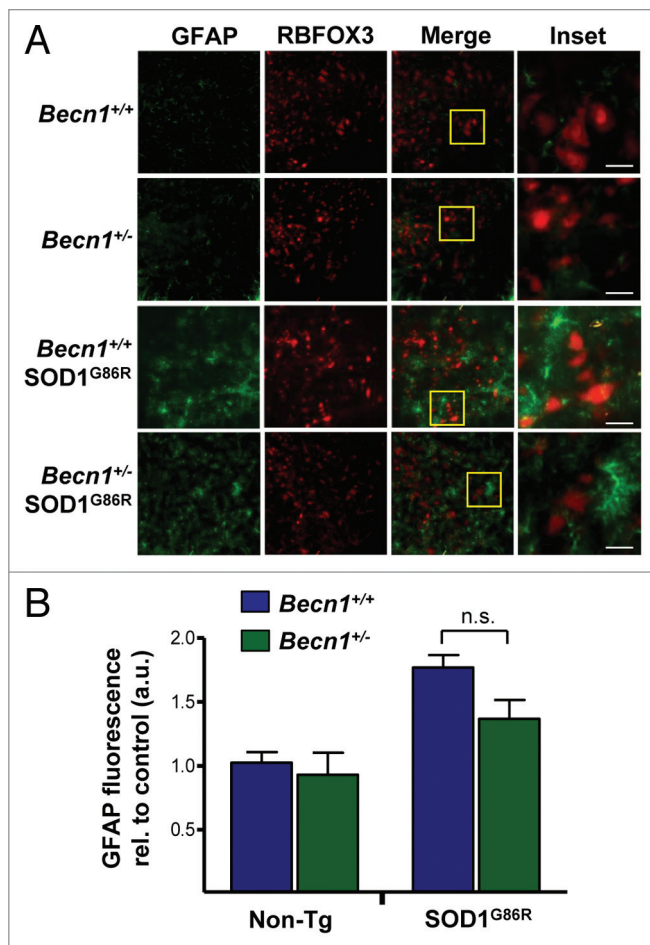 A
GFAP RBFOX3 Merge Inset
Becn1+/+
Becn1+/-
Becn1+/+
SOD1G86R
Becn1+/-
SOD1G86R
B
Becn1+/+
Becn1+/-
n.s.
GFAP fluorescence
rel. to control (a.u.)
2.0
1.5
1.0
0.5
Non-Tg SOD1G86R